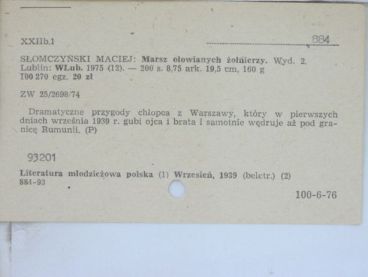 XXIIb.1
884
SŁOMCZYŃSKI MACIEJ: Marsz ołowianych żołnierzy. Wyd. 2.
Lublin: WLub. 1975 (12). — 200 s. 8,75 ark. 19,5 cm, 160 g
100 270 egz. 20 zł
ZW 25/2698/74
Dramatyczne przygody chłopca z Warszawy, który w pierwszych
dniach września 1939 r. gubi ojca i brata i samotnie wędruje aż pod gra-
nicę Rumunii. (P)
93201
Literatura młodzieżowa polska (1) Wrzesień, 1939 (beletr.) (2)
884-93
100-6-76